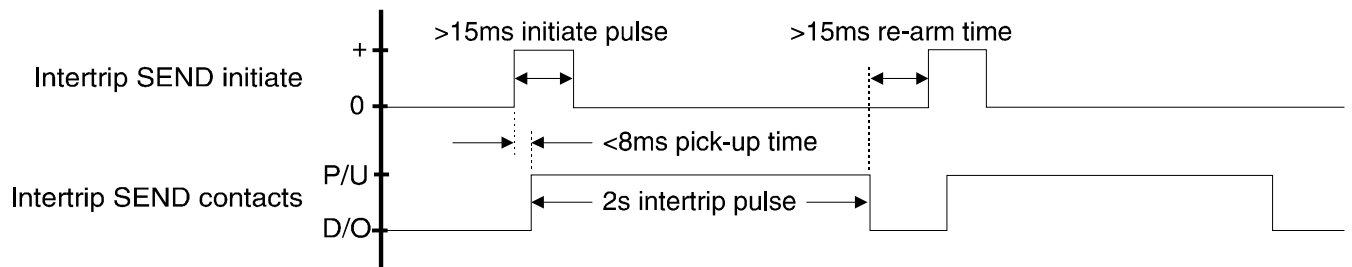 >15ms initiate pulse
>15ms re-arm time
+
Intertrip SEND initiate
0
<8ms pick-up time
P/U
Intertrip SEND contacts
2s intertrip pulse
D/O